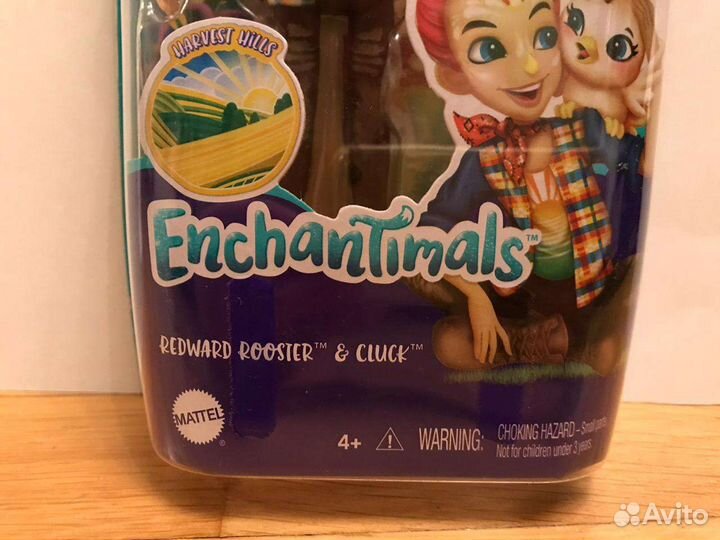 HARVEST HILLS
Enchantimals™
REDWARD ROOSTER™ & CLUCK™
MATTEL
4+ WARNING: CHOKING HAZARD – Small parts.
Not for children under 3 years.
Avito